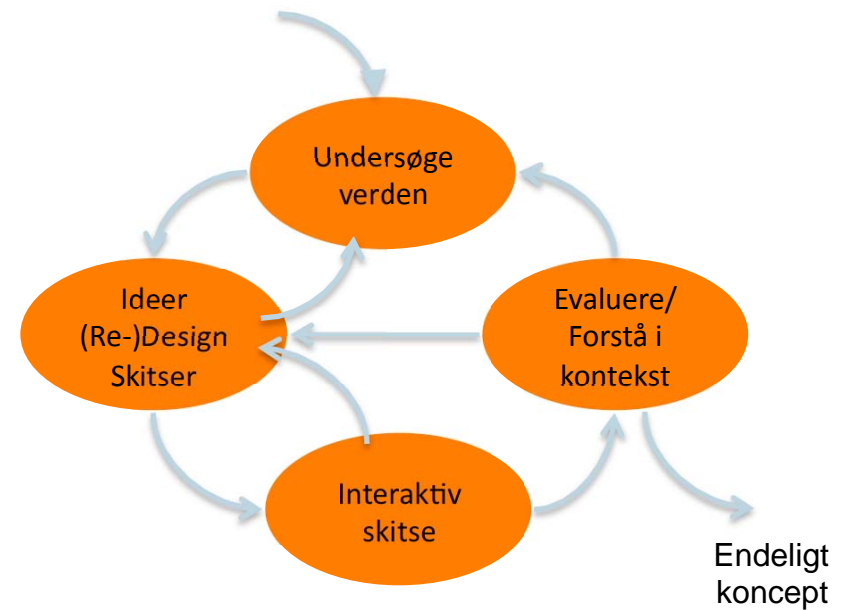 Undersøge
verden
Ideer
(Re-)Design
Skitser
Evaluere/
Forstå i
kontekst
Interaktiv
skitse
Endeligt
koncept